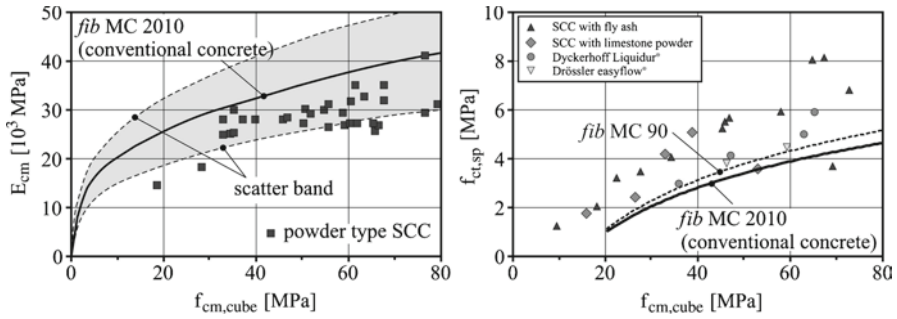 50
40
30
20
10
0
E_cm [10³ MPa]
fib MC 2010
(conventional concrete)
scatter band
powder type SCC
0
20
40
60
80
f_cm,cube [MPa]
6
4
2
0
f_ct,sp [MPa]
10
8
SCC with fly ash
SCC with limestone powder
Dyckerhoff Liquidur®
Drössler easyflow®
fib MC 90
fib MC 2010
(conventional concrete)
0
20
40
60
80
f_cm,cube [MPa]